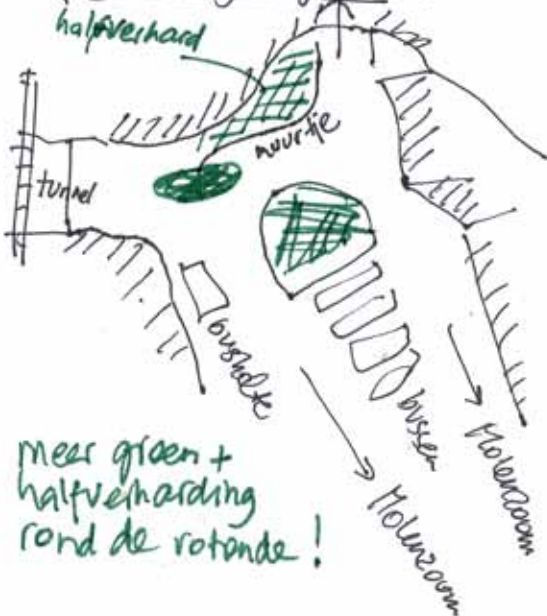 halfverhard
muurtje
tunnel
bushalte
bussen
Molenzoom
Molenzoom
meer groen +
halfverharding
rond de rotonde !